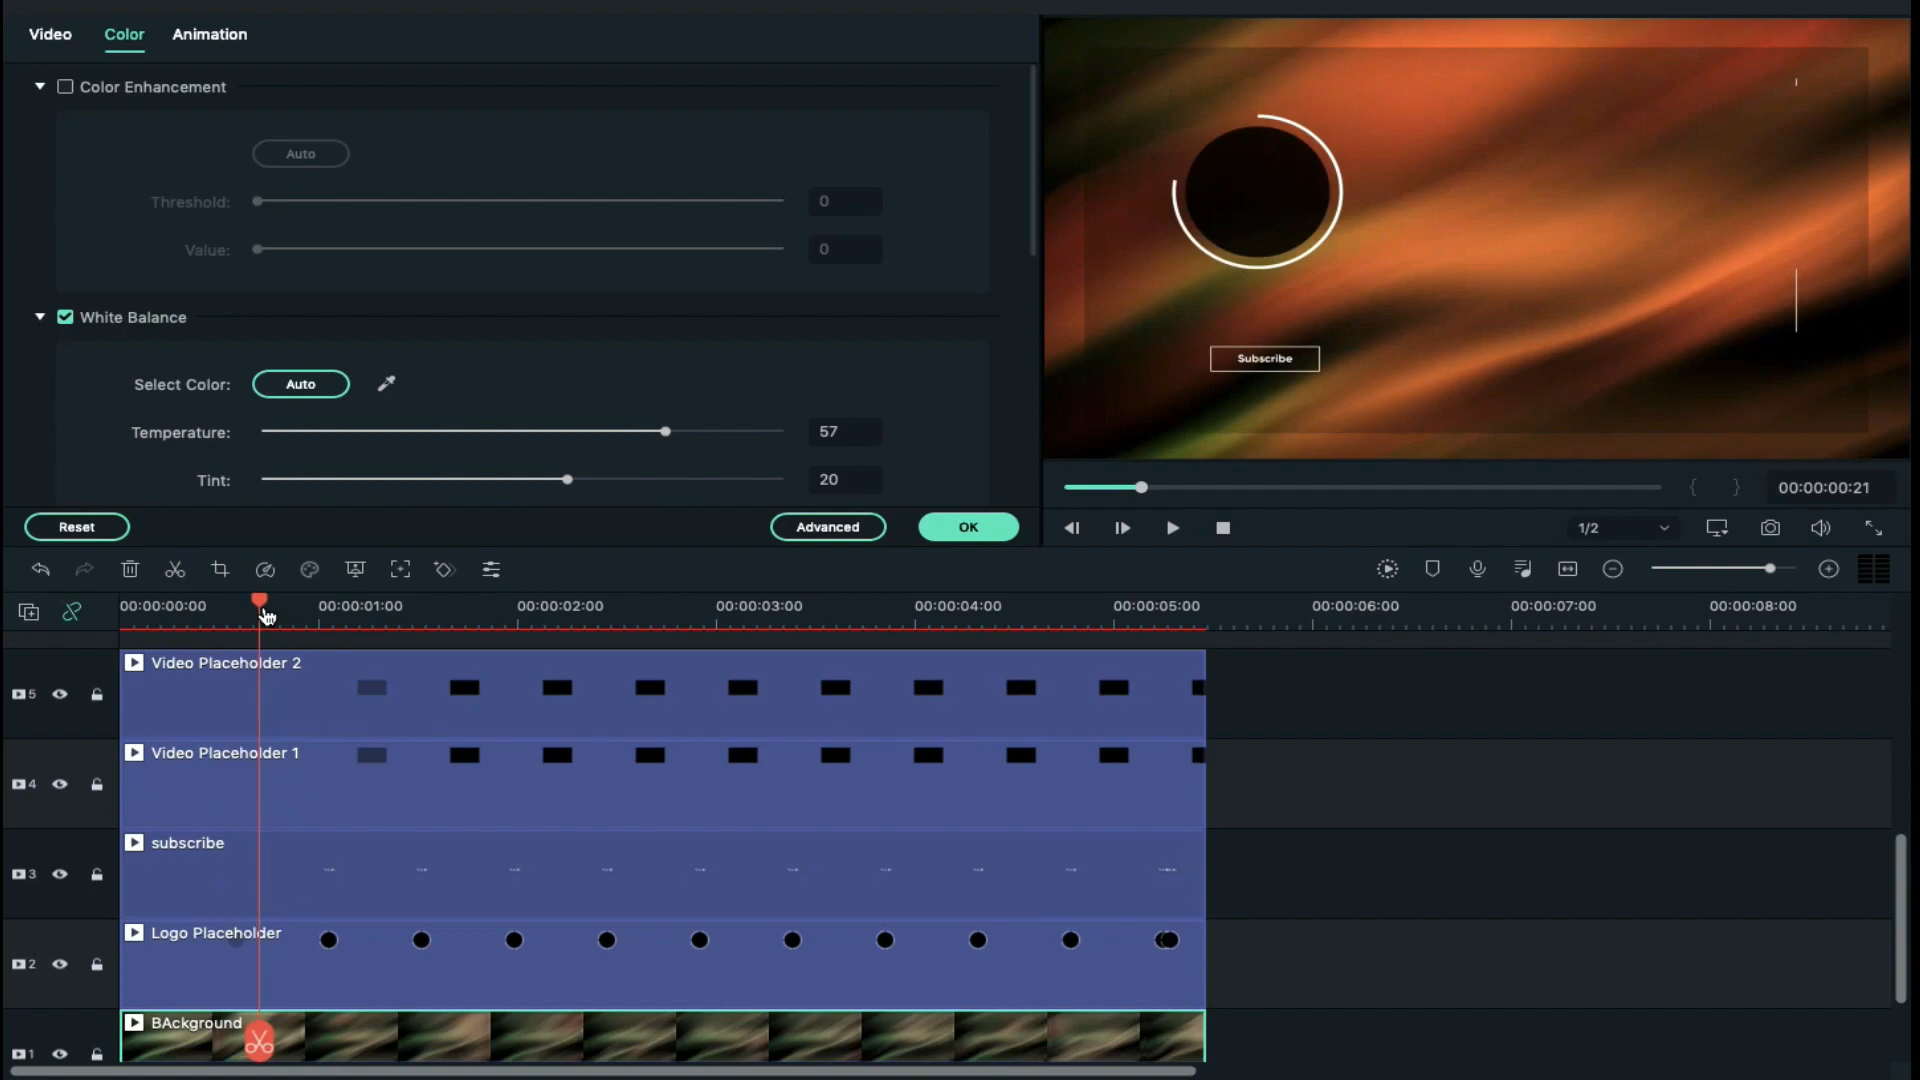 Video Color Animation
Color Enhancement
Auto
Threshold: 0
Value: 0
White Balance
Select Color: Auto
Temperature: 57
Tint: 20
Reset Advanced OK
Subscribe
{ } 00:00:00:21
1/2
00:00:00:00 00:00:01:00 00:00:02:00 00:00:03:00 00:00:04:00 00:00:05:00 00:00:06:00 00:00:07:00 00:00:08:00
Video Placeholder 2
5
Video Placeholder 1
4
subscribe
3
Logo Placeholder
2
BAckground
1